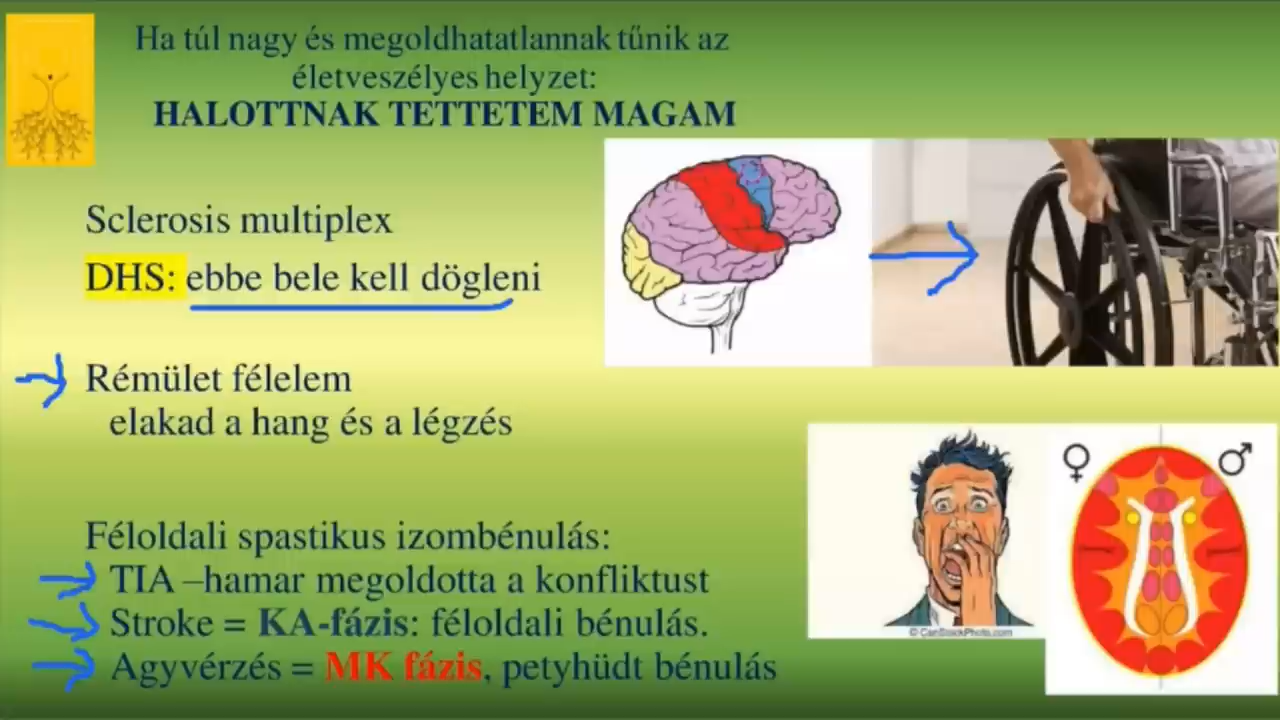 Ha túl nagy és megoldhatatlannak tűnik az
életveszélyes helyzet:
HALOTTNAK TETTETEM MAGAM
Sclerosis multiplex
DHS: ebbe bele kell dögleni
Rémület félelem
elakad a hang és a légzés
Féloldali spastikus izombénulás:
TIA –hamar megoldotta a konfliktust
Stroke = KA-fázis: féloldali bénulás.
Agyvérzés = MK fázis, petyhüdt bénulás
© CanStockPhoto.com